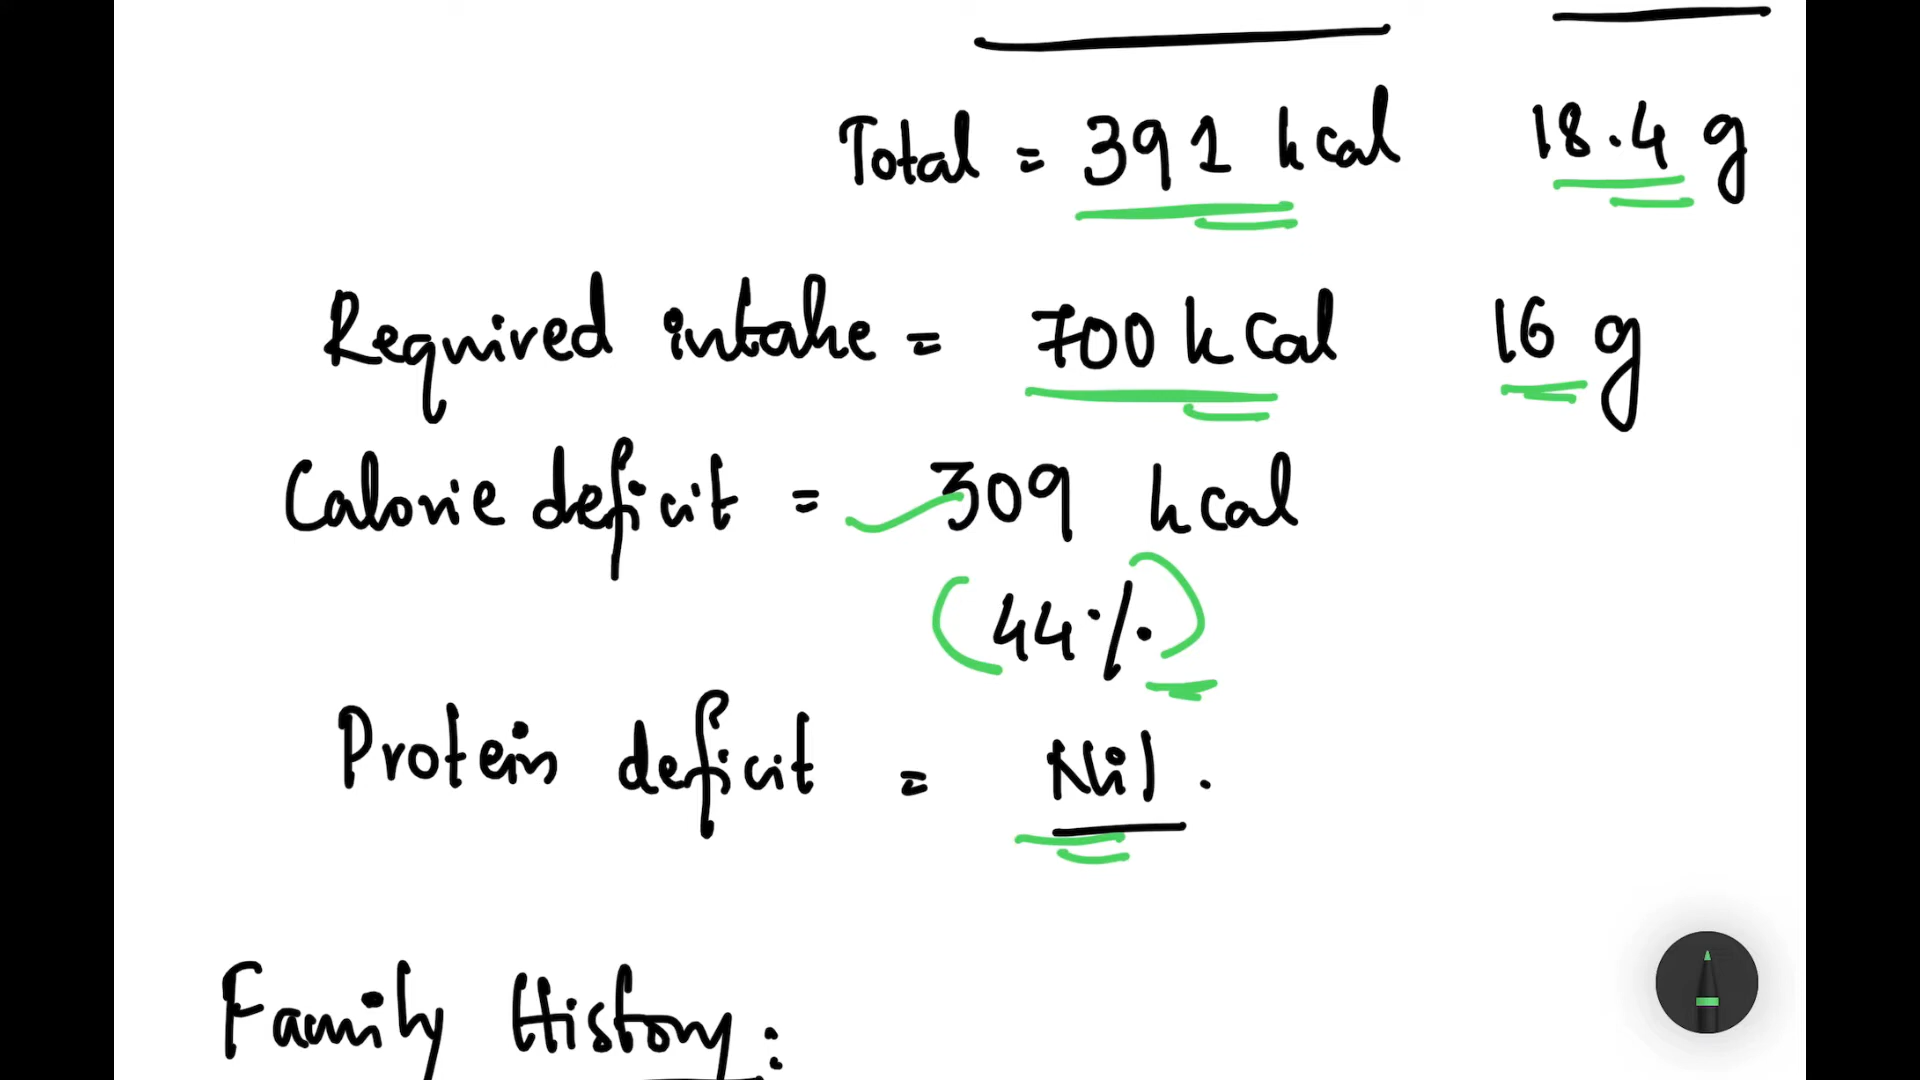 Total = 391 kcal 18.4 g
Required intake = 700 kCal 16 g
Calorie deficit = 309 kcal
(44%)
Protein deficit = Nil.
Family History: